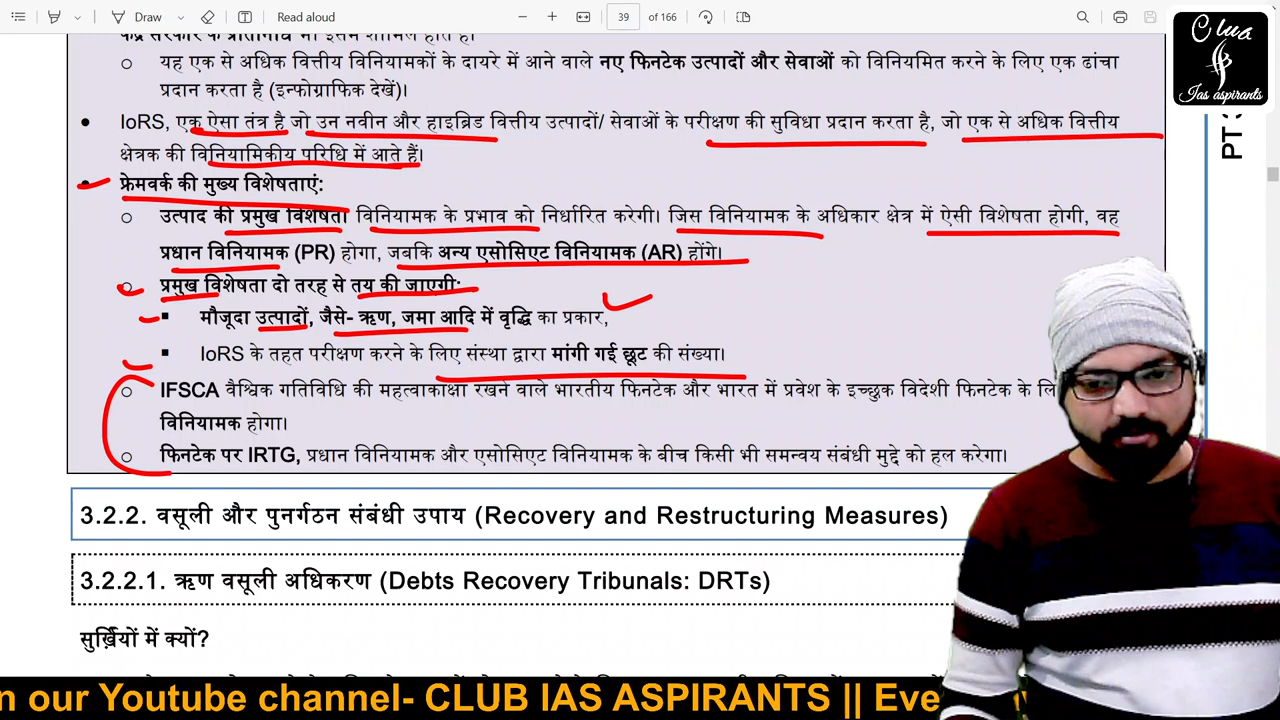 Draw
Read aloud
39 of 166
Club
Ias aspirants
PT 3
यह एक से अधिक वित्तीय विनियामकों के दायरे में आने वाले नए फिनटेक उत्पादों और सेवाओं को विनियमित करने के लिए एक ढांचा
प्रदान करता है (इन्फोग्राफिक देखें)।
IoRS, एक ऐसा तंत्र है जो उन नवीन और हाइब्रिड वित्तीय उत्पादों/ सेवाओं के परीक्षण की सुविधा प्रदान करता है, जो एक से अधिक वित्तीय
क्षेत्रक की विनियामिकीय परिधि में आते हैं।
फ्रेमवर्क की मुख्य विशेषताएं:
उत्पाद की प्रमुख विशेषता विनियामक के प्रभाव को निर्धारित करेगी। जिस विनियामक के अधिकार क्षेत्र में ऐसी विशेषता होगी, वह
प्रधान विनियामक (PR) होगा, जबकि अन्य एसोसिएट विनियामक (AR) होंगे।
प्रमुख विशेषता दो तरह से तय की जाएगी:
मौजूदा उत्पादों, जैसे- ऋण, जमा आदि में वृद्धि का प्रकार,
IoRS के तहत परीक्षण करने के लिए संस्था द्वारा मांगी गई छूट की संख्या।
IFSCA वैश्विक गतिविधि की महत्वाकांक्षा रखने वाले भारतीय फिनटेक और भारत में प्रवेश के इच्छुक विदेशी फिनटेक के
विनियामक होगा।
फिनटेक पर IRTG, प्रधान विनियामक और एसोसिएट विनियामक के बीच किसी भी समन्वय संबंधी मुद्दे को हल करेगा।
3.2.2. वसूली और पुनर्गठन संबंधी उपाय (Recovery and Restructuring Measures)
3.2.2.1. ऋण वसूली अधिकरण (Debts Recovery Tribunals: DRTs)
सुर्ख़ियों में क्यों?
n our Youtube channel- CLUB IAS ASPIRANTS || Eve